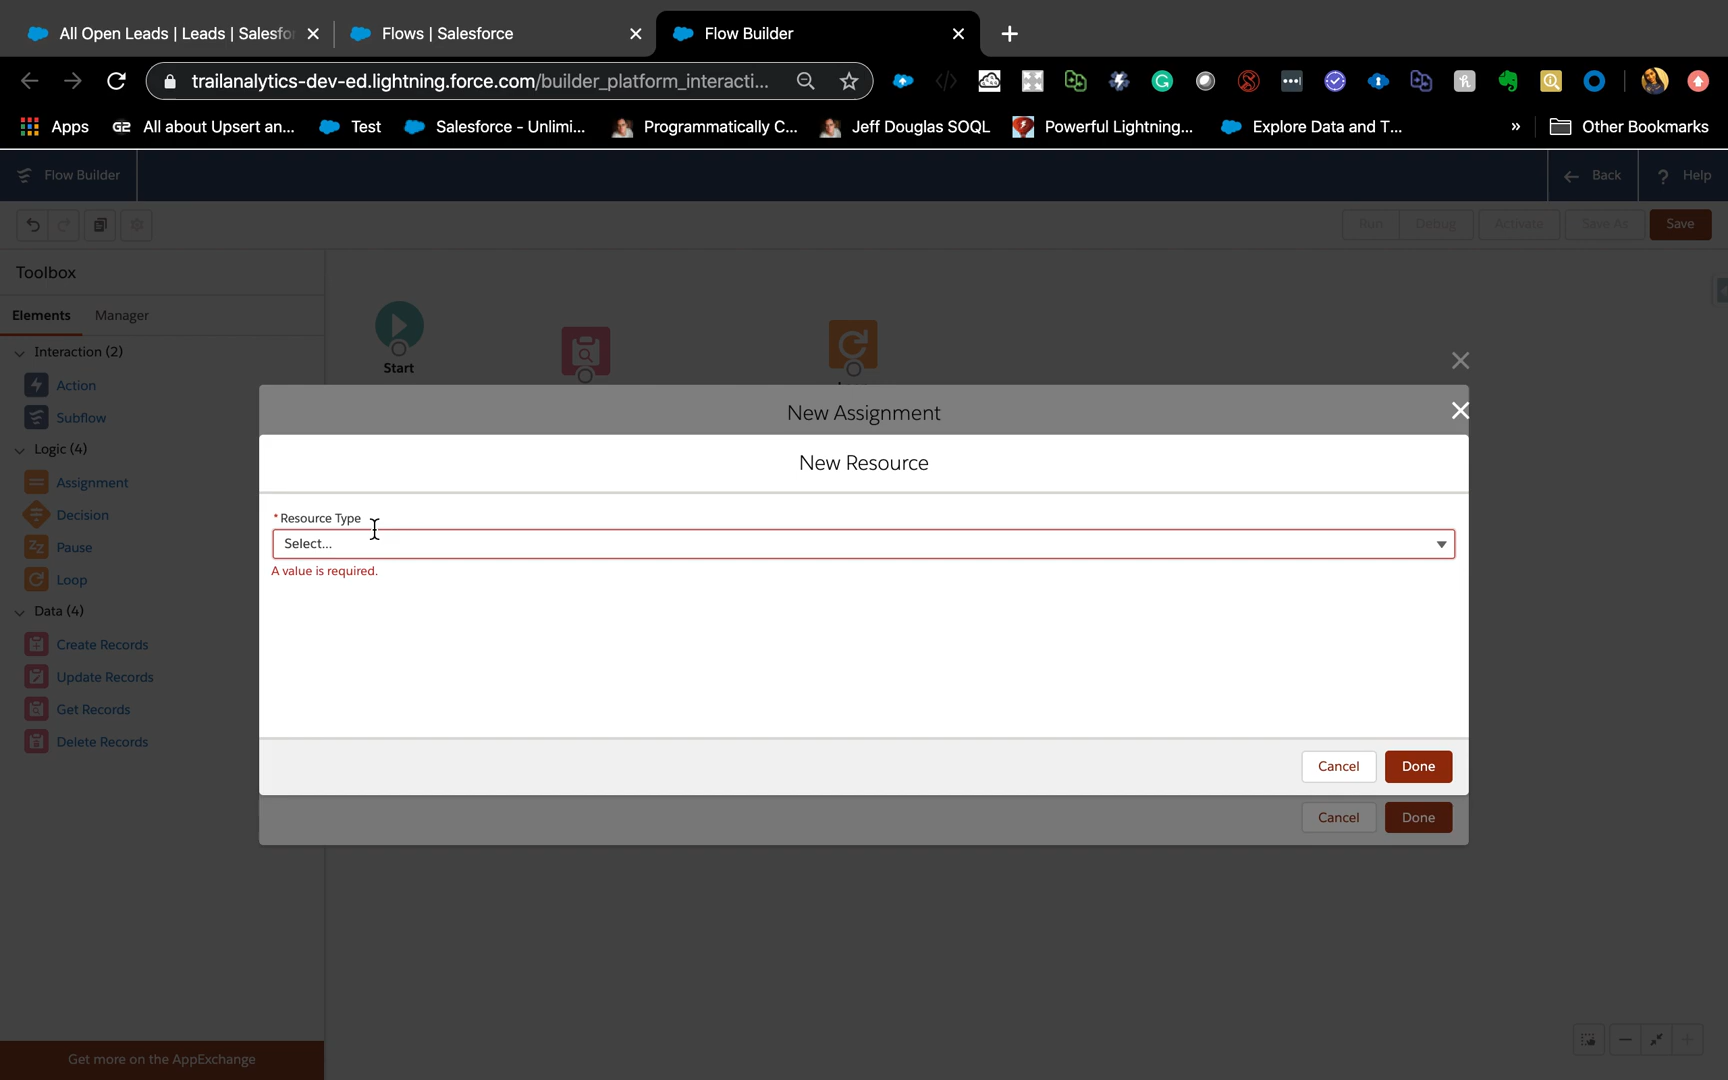 All Open Leads | Leads | Salesfo
Flows | Salesforce
Flow Builder
trailanalytics-dev-ed.lightning.force.com/builder_platform_interacti...
Apps
G2 All about Upsert an...
Test
Salesforce - Unlimi...
Programmatically C...
Jeff Douglas SOQL
Powerful Lightning...
Explore Data and T...
»
Other Bookmarks
Flow Builder
Back
? Help
Run
Debug
Activate
Save As
Save
Toolbox
Elements
Manager
Interaction (2)
Action
Subflow
Logic (4)
Assignment
Decision
Pause
Loop
Data (4)
Create Records
Update Records
Get Records
Delete Records
Get more on the AppExchange
Start
New Assignment
New Resource
* Resource Type
Select...
A value is required.
Cancel
Done
Cancel
Done